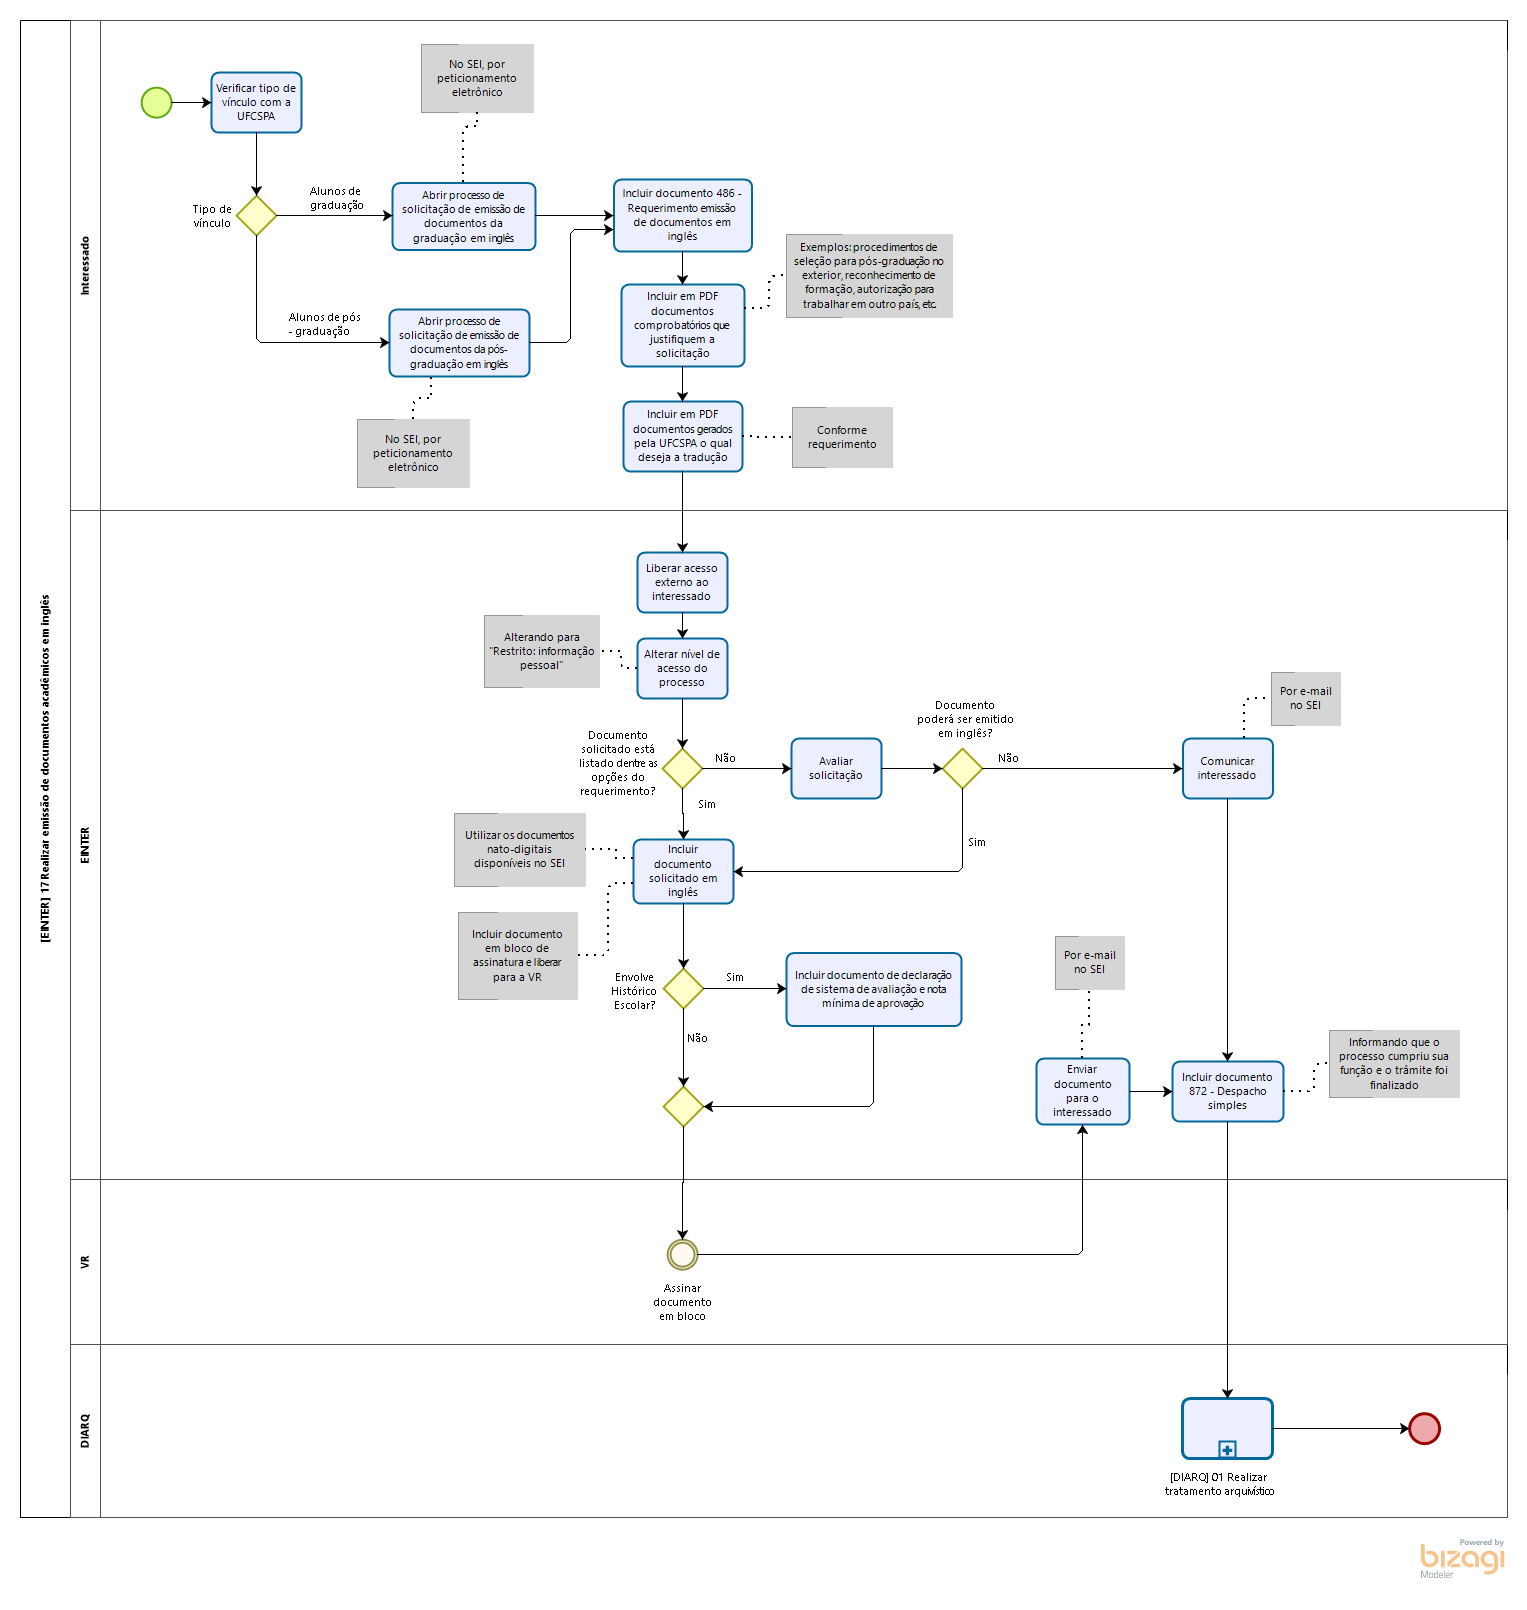 [EINTER] 17 Realizar emissão de documentos acadêmicos em inglês
Interessado
No SEI, por
peticionamento
eletrônico
Verificar tipo de
vínculo com a
UFCSPA
Tipo de
vínculo
Alunos de
graduação
Abrir processo de
solicitação de emissão de
documentos da
graduação em inglês
Incluir documento 486 -
Requerimento emissão
de documentos em
inglês
Exemplos: procedimentos de
seleção para pós-graduação no
exterior, reconhecimento de
formação, autorização para
trabalhar em outro país, etc.
Incluir em PDF
documentos
comprobatórios que
justifiquem a
solicitação
Alunos de pós
- graduação
Abrir processo de
solicitação de emissão de
documentos da pós-
graduação em inglês
No SEI, por
peticionamento
eletrônico
Incluir em PDF
documentos gerados
pela UFCSPA o qual
deseja a tradução
Conforme
requerimento
EINTER
Liberar acesso
externo ao
interessado
Alterando para
"Restrito: informação
pessoal"
Alterar nível de
acesso do
processo
Documento
solicitado está
listado dentre as
opções do
requerimento?
Não
Sim
Avaliar
solicitação
Documento
poderá ser emitido
em inglês?
Não
Sim
Por e-mail
no SEI
Comunicar
interessado
Utilizar os documentos
nato-digitais
disponíveis no SEI
Incluir
documento
solicitado em
inglês
Incluir documento
em bloco de
assinatura e liberar
para a VR
Envolve
Histórico
Escolar?
Sim
Não
Incluir documento de declaração
de sistema de avaliação e nota
mínima de aprovação
Por e-mail
no SEI
Enviar
documento
para o
interessado
Incluir documento
872 - Despacho
simples
Informando que o
processo cumpriu sua
função e o trâmite foi
finalizado
VR
Assinar
documento
em bloco
DIARQ
[DIARQ] 01 Realizar
tratamento arquivístico
Powered by
bizagi
Modeler